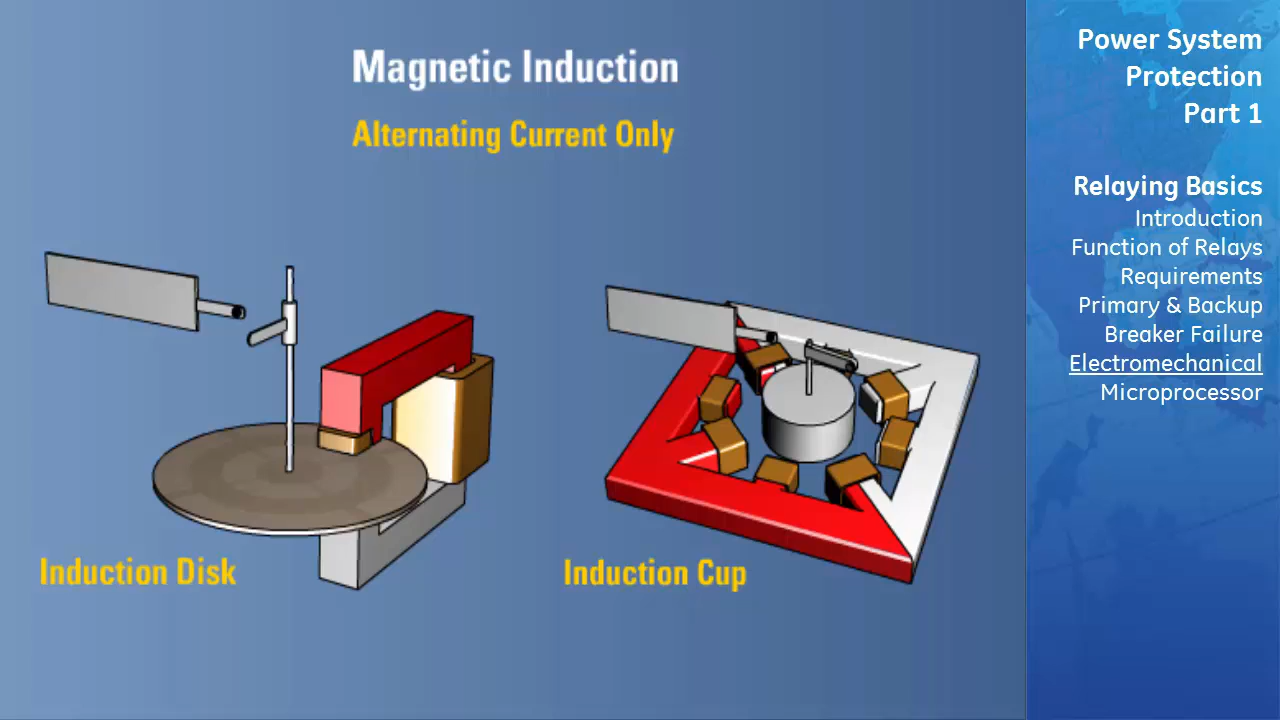 Magnetic Induction
Alternating Current Only
Induction Disk
Induction Cup
Power System
Protection
Part 1
Relaying Basics
Introduction
Function of Relays
Requirements
Primary & Backup
Breaker Failure
Electromechanical
Microprocessor